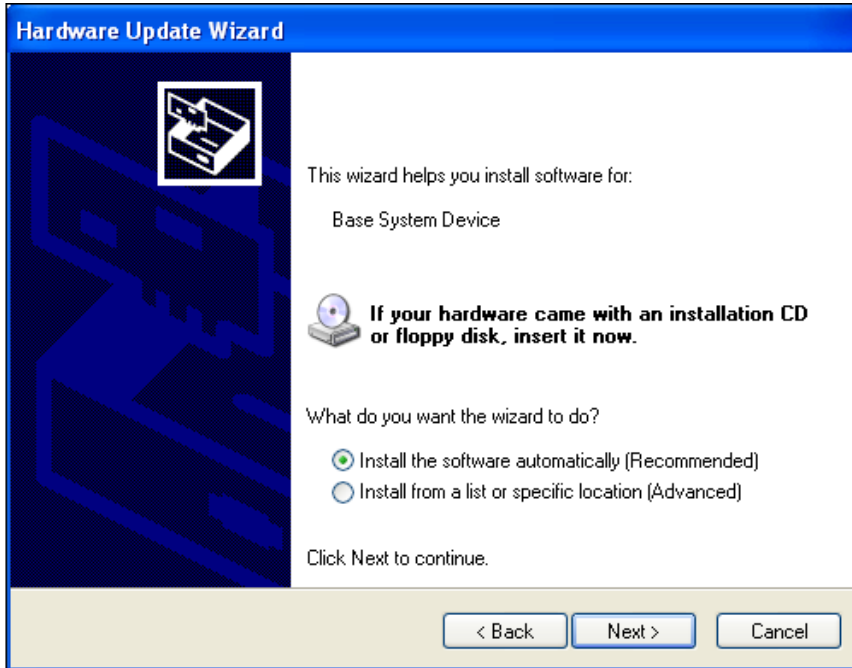 Hardware Update Wizard
This wizard helps you install software for:
Base System Device
If your hardware came with an installation CD
or floppy disk, insert it now.
What do you want the wizard to do?
Install the software automatically (Recommended)
Install from a list or specific location (Advanced)
Click Next to continue.
< Back
Next >
Cancel